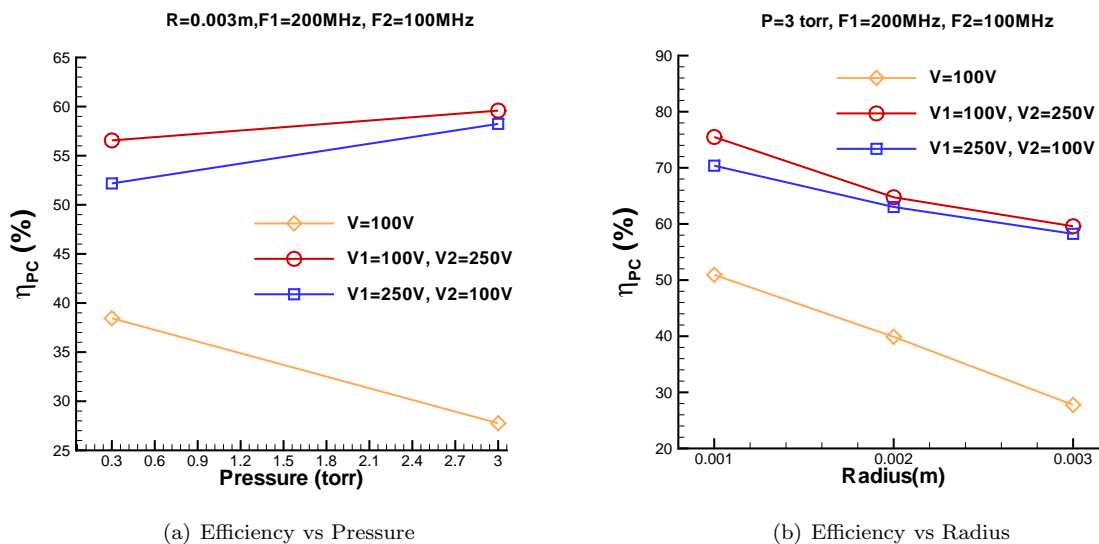 R=0.003m,F1=200MHz, F2=100MHz
65
60
55
50
45
40
35
30
25
ηPC (%)
V=100V
V1=100V, V2=250V
V1=250V, V2=100V
0.3 0.6 0.9 1.2 1.5 1.8 2.1 2.4 2.7 3
Pressure (torr)
(a) Efficiency vs Pressure
P=3 torr, F1=200MHz, F2=100MHz
90
80
70
60
50
40
30
20
ηPC (%)
V=100V
V1=100V, V2=250V
V1=250V, V2=100V
0.001 0.002 0.003
Radius(m)
(b) Efficiency vs Radius